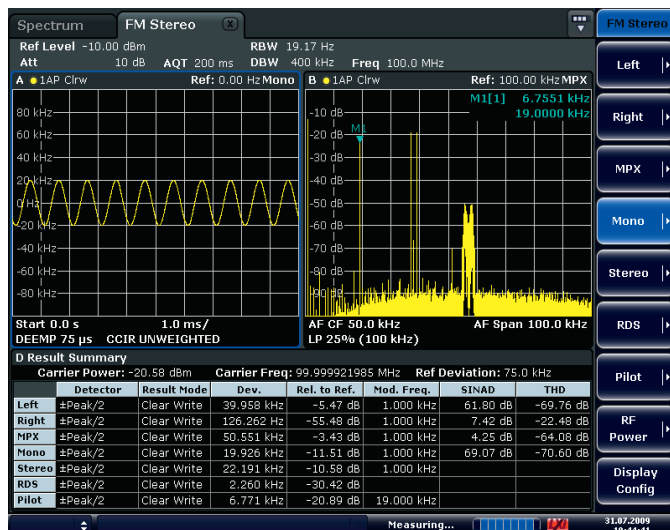 Spectrum FM Stereo X
FM Stereo
Ref Level -10.00 dBm RBW 19.17 Hz
Att 10 dB AQT 200 ms DBW 400 kHz Freq 100.0 MHz
A 1AP Clrw Ref: 0.00 Hz Mono
80 kHz
60 kHz
40 kHz
20 kHz
0 Hz
-20 kHz
-40 kHz
-60 kHz
-80 kHz
Start 0.0 s 1.0 ms/
DEEMP 75 µs CCIR UNWEIGHTED
B 1AP Clrw Ref: 100.00 kHz MPX
M1[1] 6.7551 kHz
19.0000 kHz
M1
-10 dB
-20 dB
-30 dB
-40 dB
-50 dB
-60 dB
-70 dB
-80 dB
-90 dB
AF CF 50.0 kHz AF Span 100.0 kHz
LP 25% (100 kHz)
D Result Summary
Carrier Power: -20.58 dBm Carrier Freq: 99.999921985 MHz Ref Deviation: 75.0 kHz
Detector Result Mode Dev. Rel. to Ref. Mod. Freq. SINAD THD
Left ±Peak/2 Clear Write 39.958 kHz -5.47 dB 1.000 kHz 61.80 dB -69.76 dB
Right ±Peak/2 Clear Write 126.262 Hz -55.48 dB 1.000 kHz 7.42 dB -22.48 dB
MPX ±Peak/2 Clear Write 50.551 kHz -3.43 dB 1.000 kHz 4.25 dB -64.08 dB
Mono ±Peak/2 Clear Write 19.926 kHz -11.51 dB 1.000 kHz 69.07 dB -70.60 dB
Stereo ±Peak/2 Clear Write 22.191 kHz -10.58 dB 1.000 kHz
RDS ±Peak/2 Clear Write 2.260 kHz -30.42 dB
Pilot ±Peak/2 Clear Write 6.771 kHz -20.89 dB 19.000 kHz
Measuring...
31.07.2009
Left
Right
MPX
Mono
Stereo
RDS
Pilot
RF
Power
Display
Config